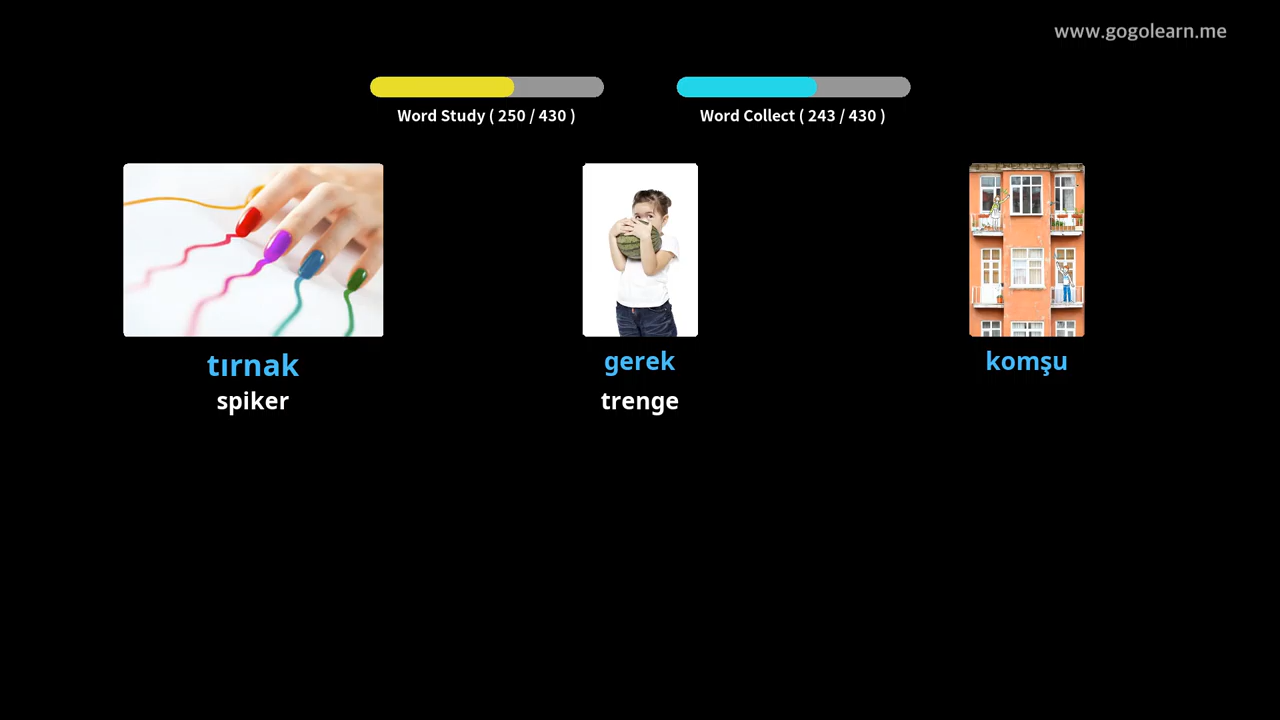 www.gogolearn.me
Word Study ( 250 / 430 )
Word Collect ( 243 / 430 )
tırnak
gerek
komşu
spiker
trenge